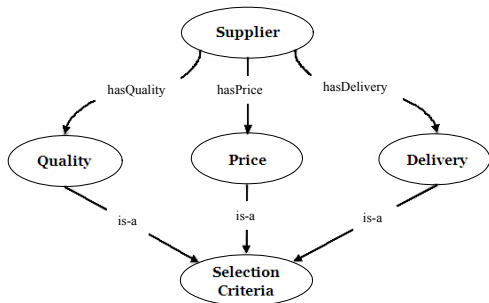 Supplier
hasQuality
hasPrice
hasDelivery
Quality
Price
Delivery
is-a
is-a
is-a
Selection
Criteria